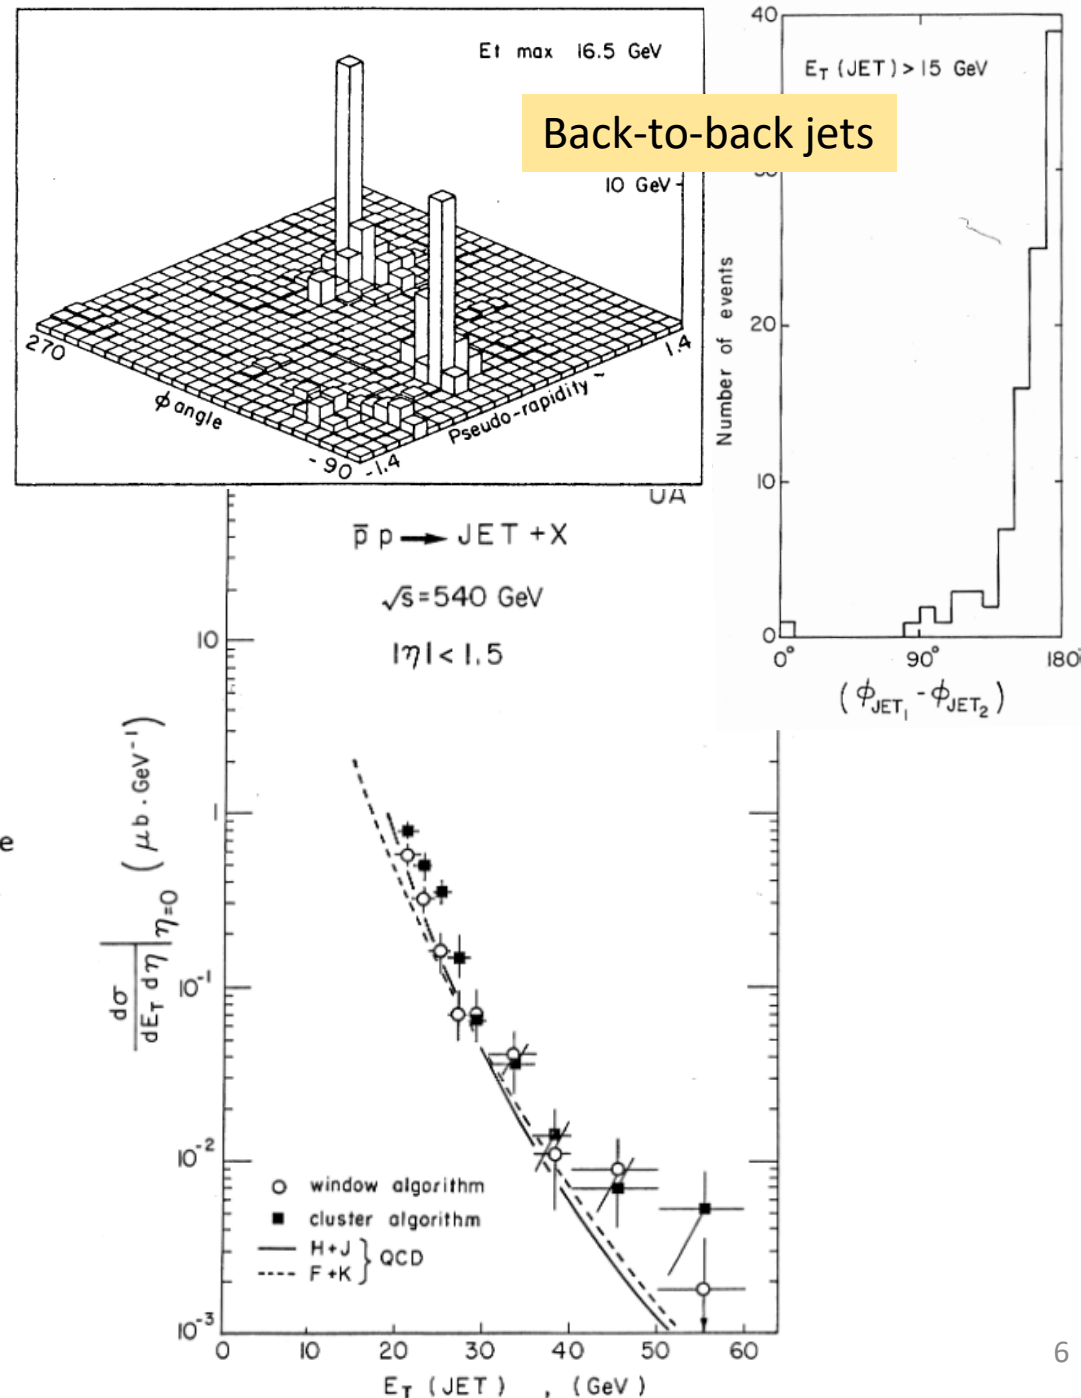 Et max 16.5 GeV
Back-to-back jets
10 GeV
270
φ angle
-90
-1.4
Pseudo-rapidity
1.4
40
E_T (JET) > 15 GeV
Number of events
20
10
0
0°
90°
180°
(φ_JET₁ - φ_JET₂)
UA
p̄ p → JET + X
√s = 540 GeV
|η| < 1.5
dσ/dE_T dη|η=0 (μb · GeV⁻¹)
10
1
10⁻¹
10⁻²
10⁻³
e
○ window algorithm
■ cluster algorithm
H+J } QCD
F+K
0 10 20 30 40 50 60
E_T (JET) , (GeV)
6